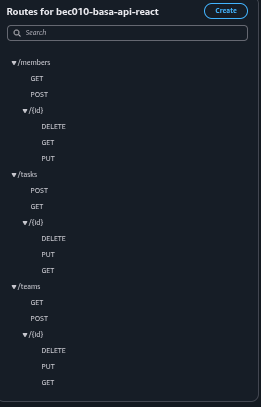 Routes for bec010-basa-api-react
Create
Search
/members
GET
POST
/{id}
DELETE
GET
PUT
/tasks
POST
GET
/{id}
DELETE
PUT
GET
/teams
GET
POST
/{id}
DELETE
PUT
GET